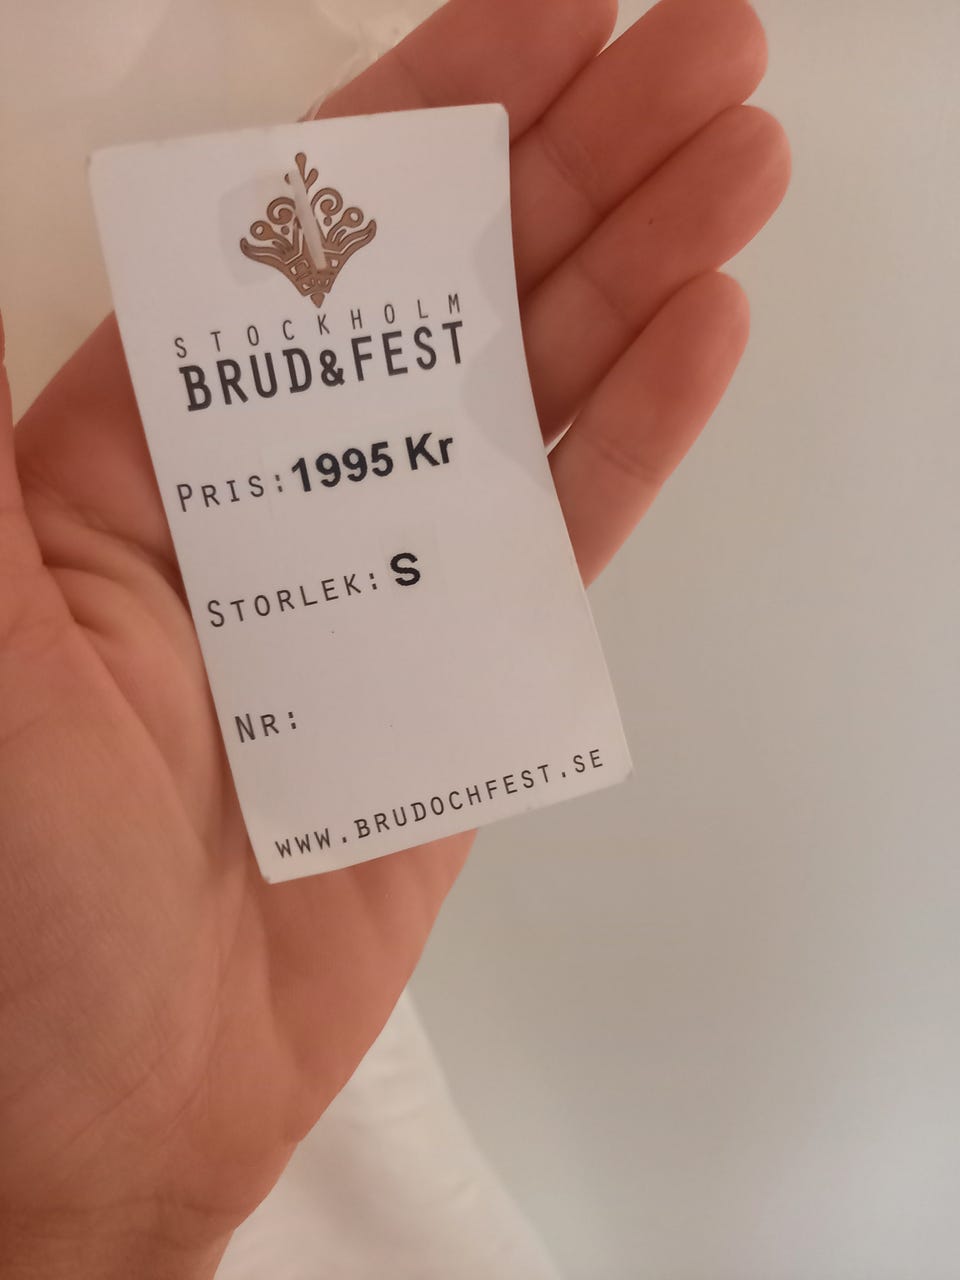 STOCKHOLM
BRUD&FEST
PRIS: 1995 Kr
STORLEK: S
NR:
WWW.BRUDOCHFEST.SE